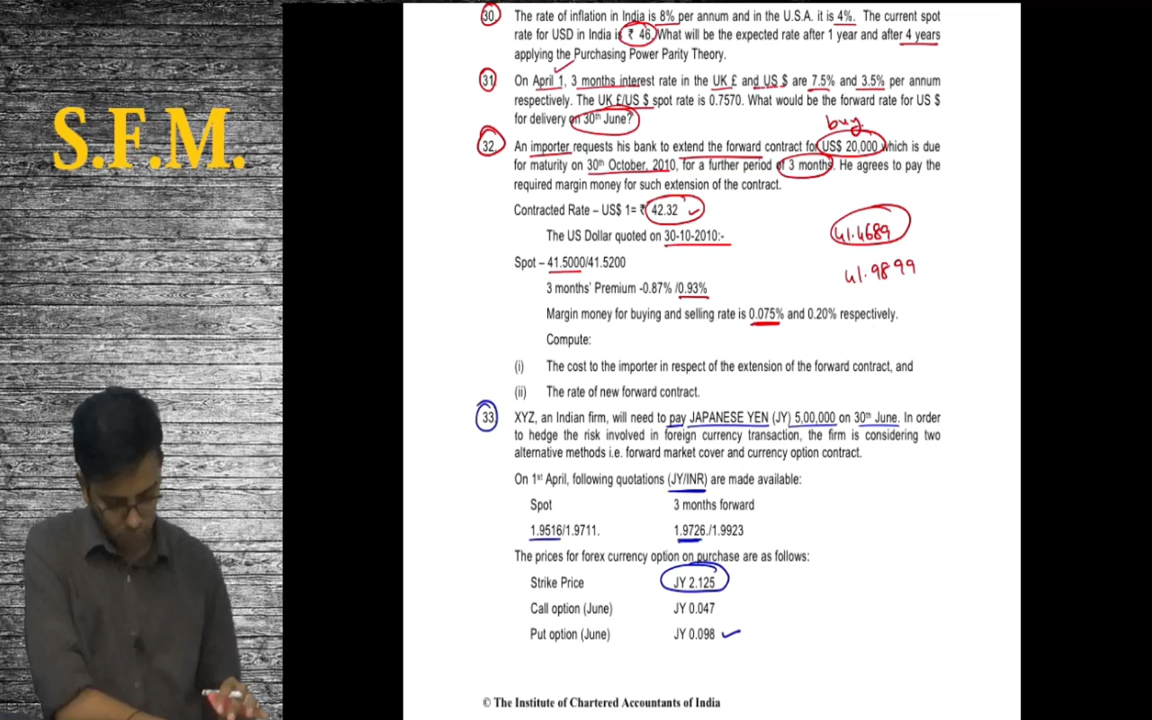 S.F.M.
30. The rate of inflation in India is 8% per annum and in the U.S.A. it is 4%. The current spot
rate for USD in India is ₹ 46. What will be the expected rate after 1 year and after 4 years
applying the Purchasing Power Parity Theory.
31. On April 1, 3 months interest rate in the UK £ and US $ are 7.5% and 3.5% per annum
respectively. The UK £/US $ spot rate is 0.7570. What would be the forward rate for US $
for delivery on 30th June?
buy
32. An importer requests his bank to extend the forward contract for US$ 20,000 which is due
for maturity on 30th October, 2010, for a further period of 3 months. He agrees to pay the
required margin money for such extension of the contract.
Contracted Rate – US$ 1= ₹ 42.32
41.4689
The US Dollar quoted on 30-10-2010:-
Spot – 41.5000/41.5200
41.9899
3 months' Premium -0.87% /0.93%
Margin money for buying and selling rate is 0.075% and 0.20% respectively.
Compute:
(i) The cost to the importer in respect of the extension of the forward contract, and
(ii) The rate of new forward contract.
33. XYZ, an Indian firm, will need to pay JAPANESE YEN (JY) 5,00,000 on 30th June. In order
to hedge the risk involved in foreign currency transaction, the firm is considering two
alternative methods i.e. forward market cover and currency option contract.
On 1st April, following quotations (JY/INR) are made available:
Spot 3 months forward
1.9516/1.9711. 1.9726./1.9923
The prices for forex currency option on purchase are as follows:
Strike Price JY 2.125
Call option (June) JY 0.047
Put option (June) JY 0.098
© The Institute of Chartered Accountants of India